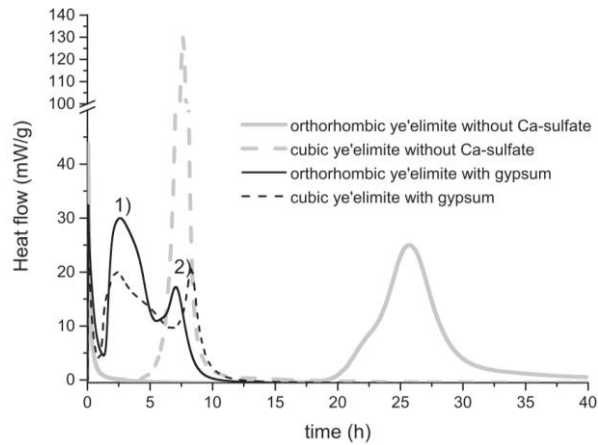 140
130
120
110
100
40
30
20
10
0
Heat flow (mW/g)
orthorhombic ye'elimite without Ca-sulfate
cubic ye'elimite without Ca-sulfate
orthorhombic ye'elimite with gypsum
cubic ye'elimite with gypsum
1)
2)
0 5 10 15 20 25 30 35 40
time (h)